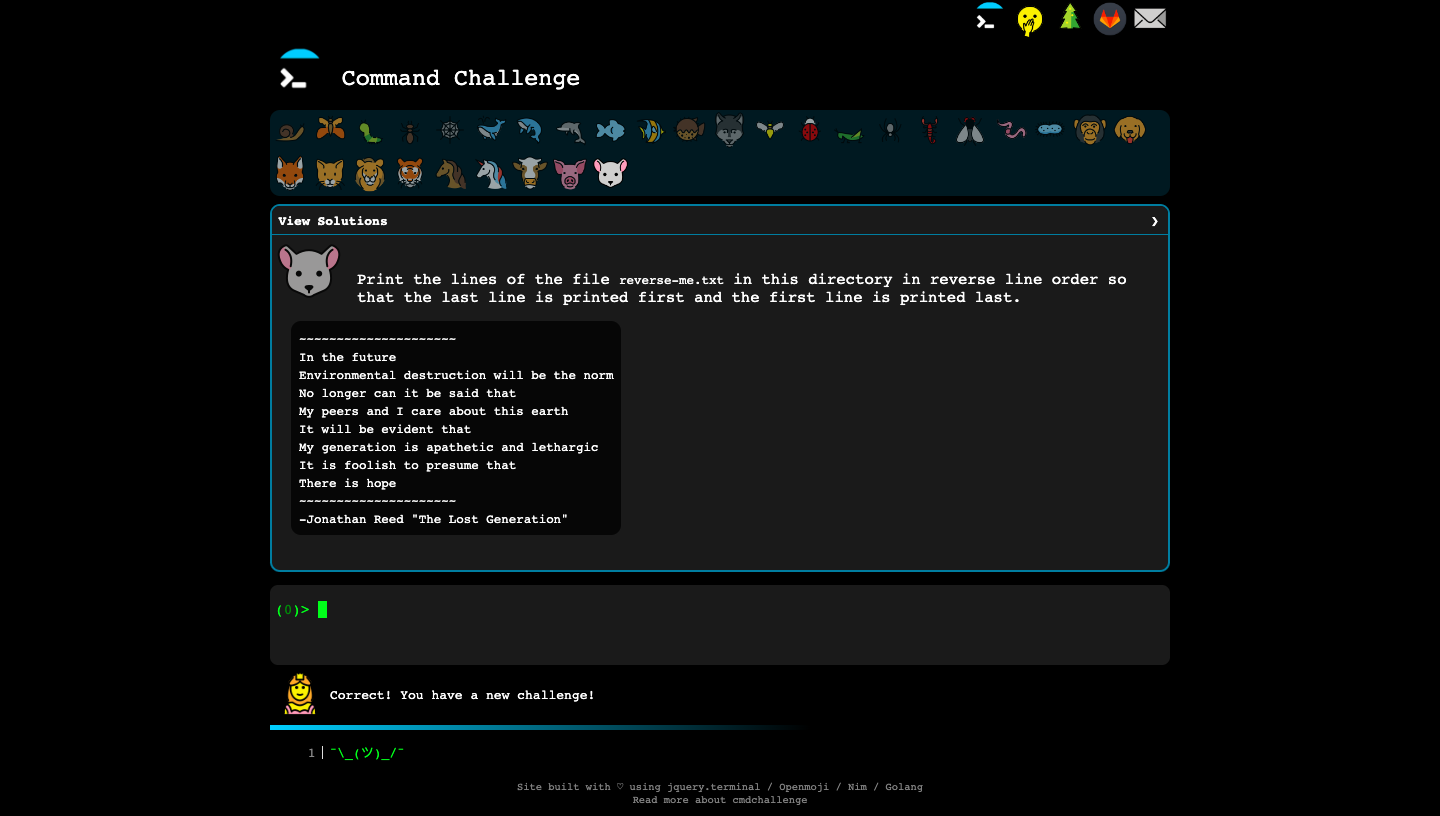 Command Challenge
View Solutions ❯
Print the lines of the file reverse-me.txt in this directory in reverse line order so
that the last line is printed first and the first line is printed last.
~~~~~~~~~~~~~~~~~~~~~
In the future
Environmental destruction will be the norm
No longer can it be said that
My peers and I care about this earth
It will be evident that
My generation is apathetic and lethargic
It is foolish to presume that
There is hope
~~~~~~~~~~~~~~~~~~~~~
-Jonathan Reed "The Lost Generation"
(0)>
Correct! You have a new challenge!
1 ¯\_(ツ)_/¯
Site built with ♡ using jquery.terminal / Openmoji / Nim / Golang
Read more about cmdchallenge